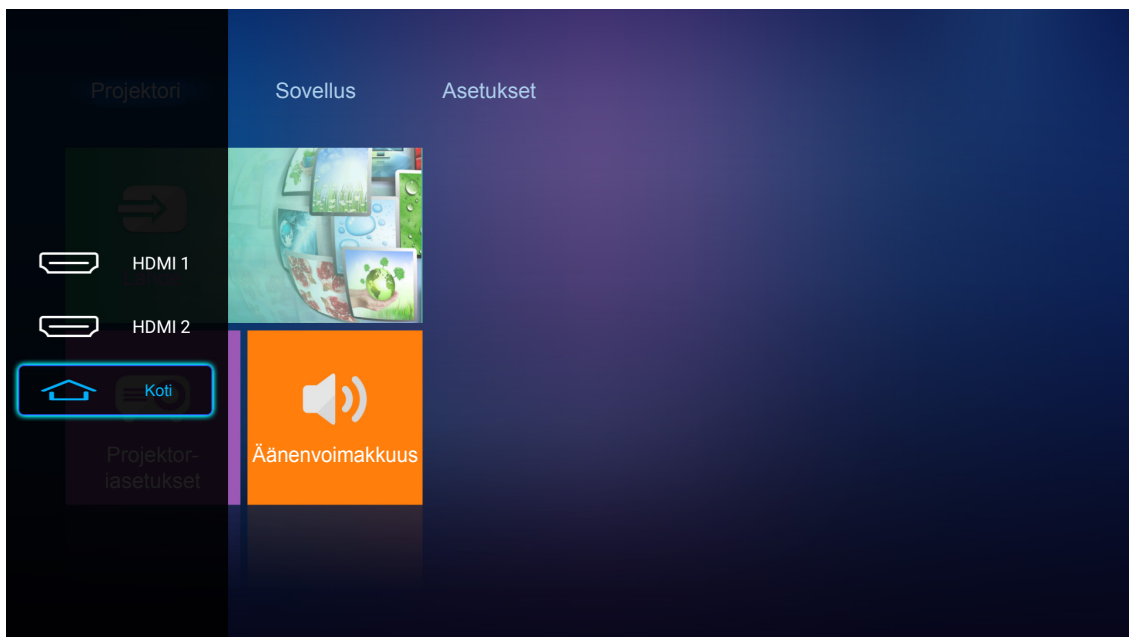 Projektori
Sovellus
Asetukset
HDMI 1
HDMI 2
Koti
Projektor-
iasetukset
Äänenvoimakkuus